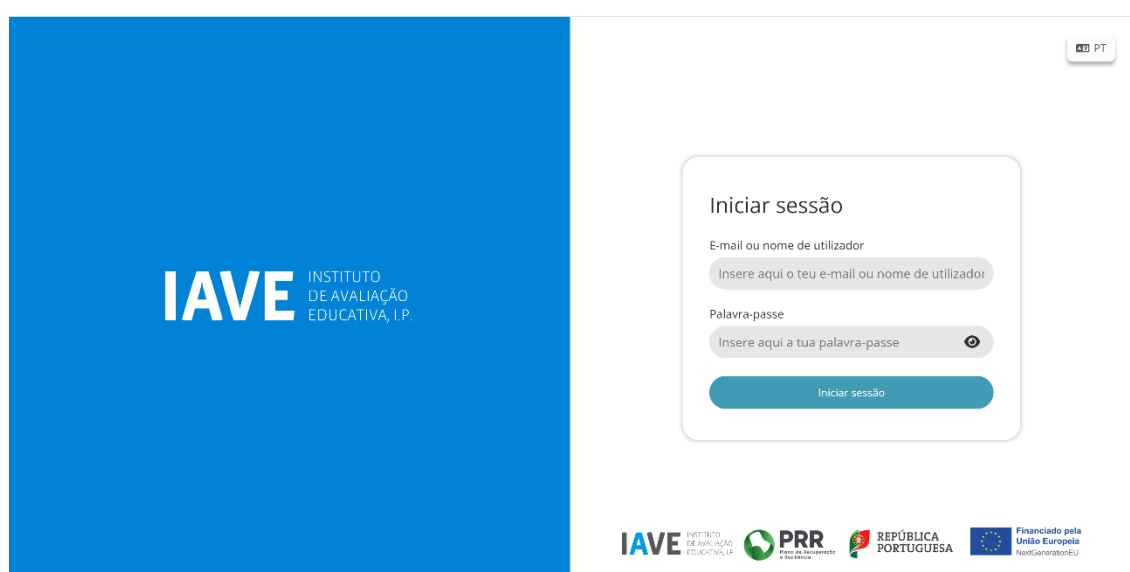 PT
IAVE
INSTITUTO
DE AVALIAÇÃO
EDUCATIVA, I.P.
Iniciar sessão
E-mail ou nome de utilizador
Insere aqui o teu e-mail ou nome de utilizador
Palavra-passe
Insere aqui a tua palavra-passe
Iniciar sessão
IAVE
INSTITUTO
DE AVALIAÇÃO
EDUCATIVA, I.P.
PRR
Plano de Recuperação
e Resiliência
REPÚBLICA
PORTUGUESA
Financiado pela
União Europeia
NextGenerationEU